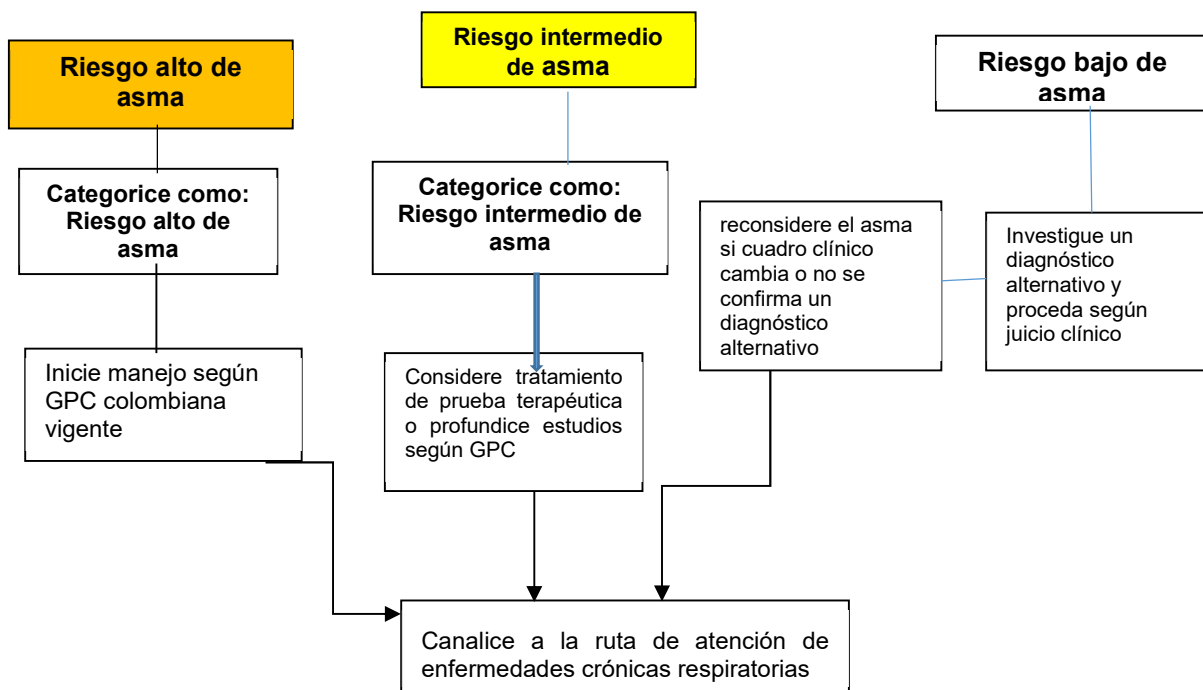 Riesgo alto de
asma
Riesgo intermedio
de asma
Riesgo bajo de
asma
Categorice como:
Riesgo alto de
asma
Categorice como:
Riesgo intermedio de
asma
reconsidere el asma
si cuadro clínico
cambia o no se
confirma un
diagnóstico
alternativo
Investigue un
diagnóstico
alternativo y
proceda según
juicio clínico
Inicie manejo según
GPC colombiana
vigente
Considere tratamiento
de prueba terapéutica
o profundice estudios
según GPC
Canalice a la ruta de atención de
enfermedades crónicas respiratorias